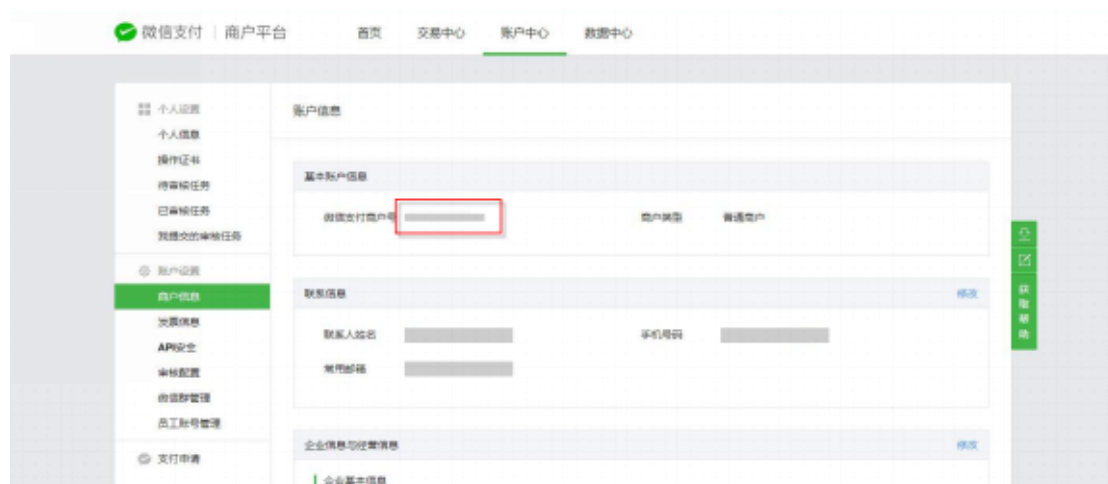 微信支付 | 商户平台
首页
交易中心
账户中心
数据中心
个人设置
个人信息
操作证书
待审核任务
已审核任务
我提交的审核任务
账户设置
商户信息
发票信息
API安全
审核配置
微信群管理
员工账号管理
支付申请
账户信息
基本账户信息
微信支付商户号
商户类型
普通商户
联系信息
修改
联系人姓名
手机号码
常用邮箱
企业信息与经营信息
修改
企业基本信息
获取帮助